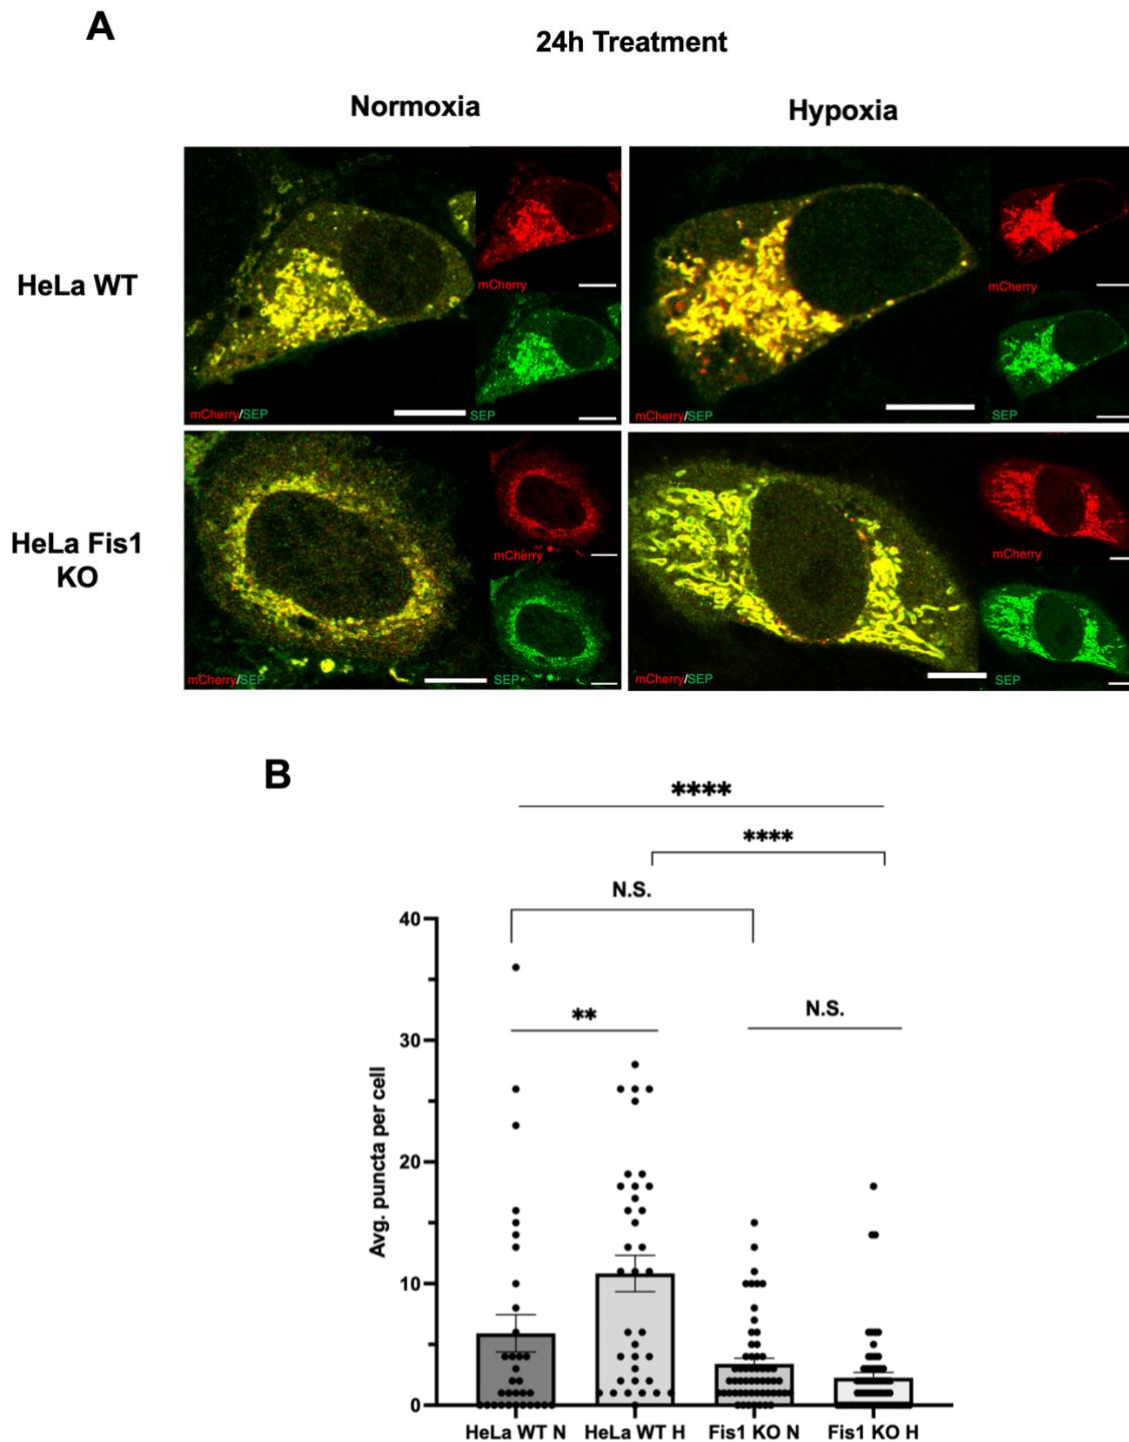 A
24h Treatment
Normoxia
Hypoxia
HeLa WT
mCherry
mCherry/SEP
SEP
mCherry
mCherry/SEP
SEP
HeLa Fis1
KO
mCherry
mCherry/SEP
SEP
mCherry
mCherry/SEP
SEP
B
****
****
N.S.
**
N.S.
Avg. puncta per cell
40
30
20
10
0
HeLa WT N
HeLa WT H
Fis1 KO N
Fis1 KO H